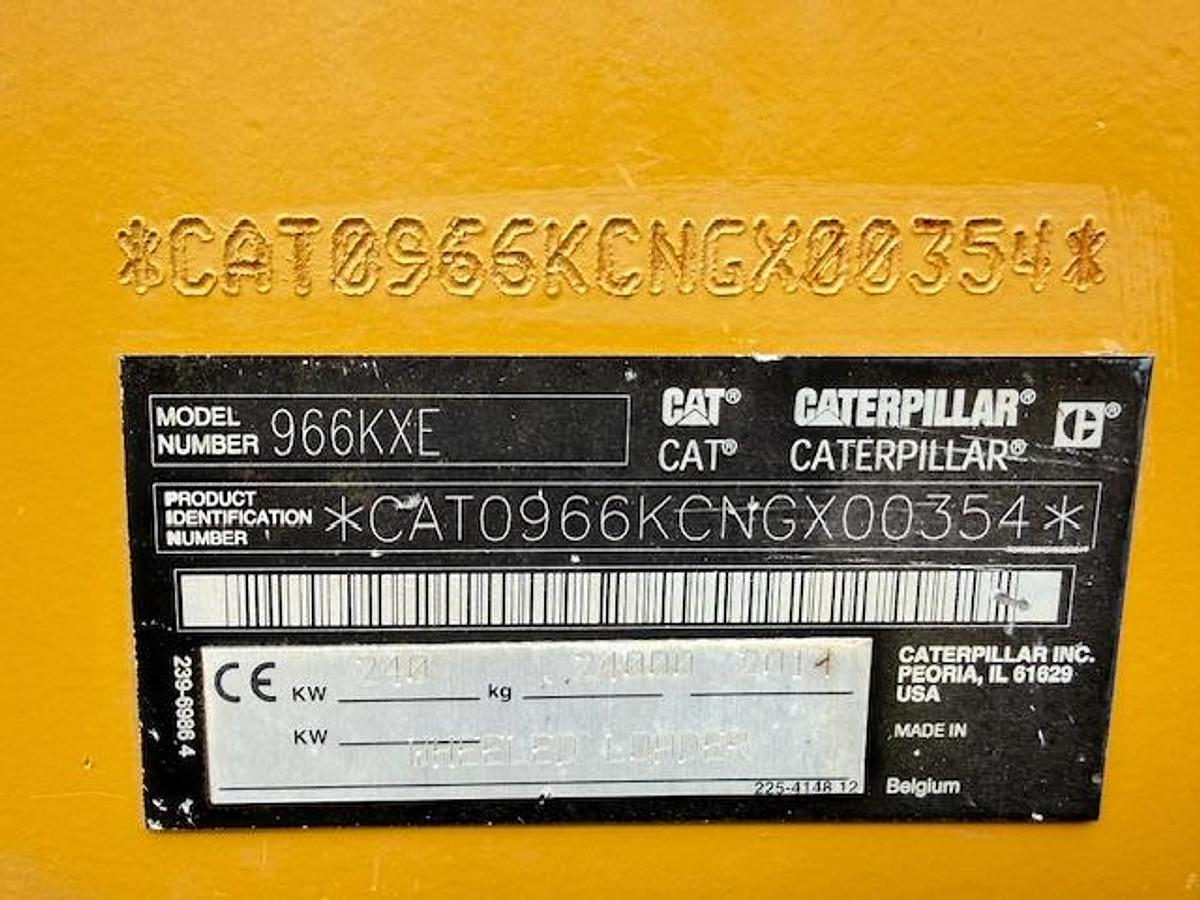 *CAT0966KCNGX00354*
MODEL NUMBER 966KXE
CAT® CATERPILLAR® C®
CAT® CATERPILLAR®
PRODUCT IDENTIFICATION NUMBER *CAT0966KCNGX00354*
239-6986 4
CE KW 240 kg 24000 2014
KW
WHEELED LOADER
225-4148 12
CATERPILLAR INC.
PEORIA, IL 61629
USA
MADE IN
Belgium